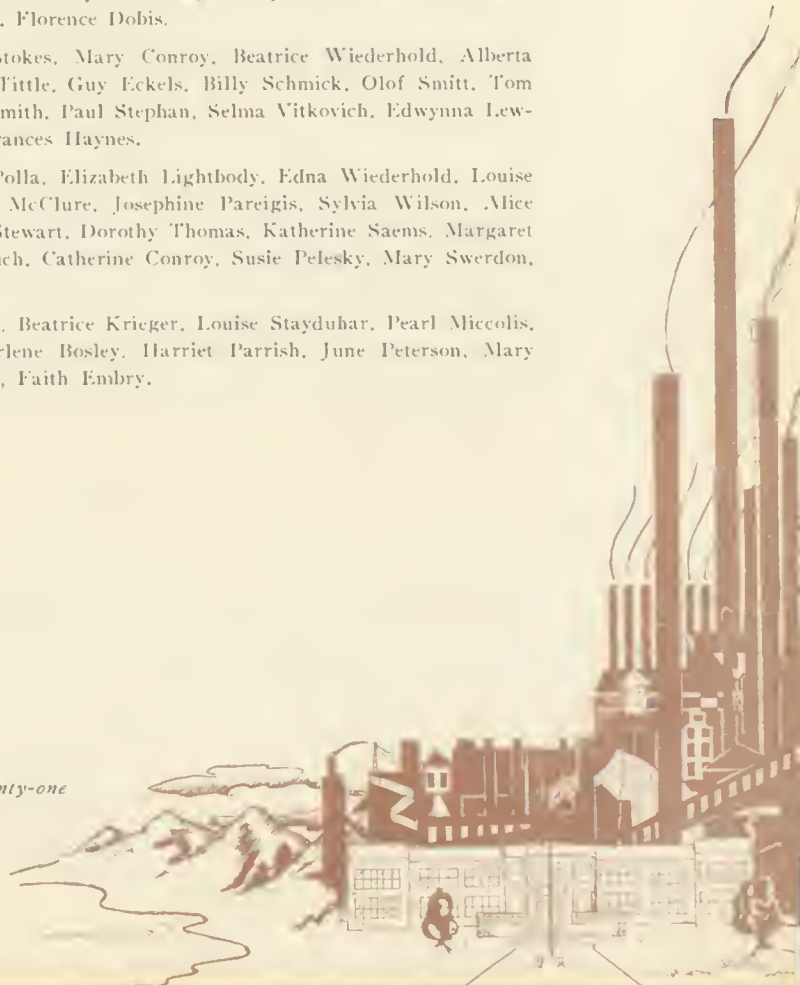 . Florence Dobis.
Stokes, Mary Conroy, Beatrice Wiederhold, Alberta
Tittle, Guy Eckels, Billy Schmick, Olof Smitt, Tom
mith, Paul Stephan, Selma Vitkovich, Edwynna Lew-
ances Haynes.
Polla, Elizabeth Lightbody, Edna Wiederhold, Louise
McClure, Josephine Pareigis, Sylvia Wilson, Alice
Stewart, Dorothy Thomas, Katherine Saems, Margaret
ch, Catherine Conroy, Susie Pelesky, Mary Swerdon,
, Beatrice Krieger, Louise Stayduhar, Pearl Miccolis,
rlene Bosley, Harriet Parrish, June Peterson, Mary
, Faith Embry.
nty-one